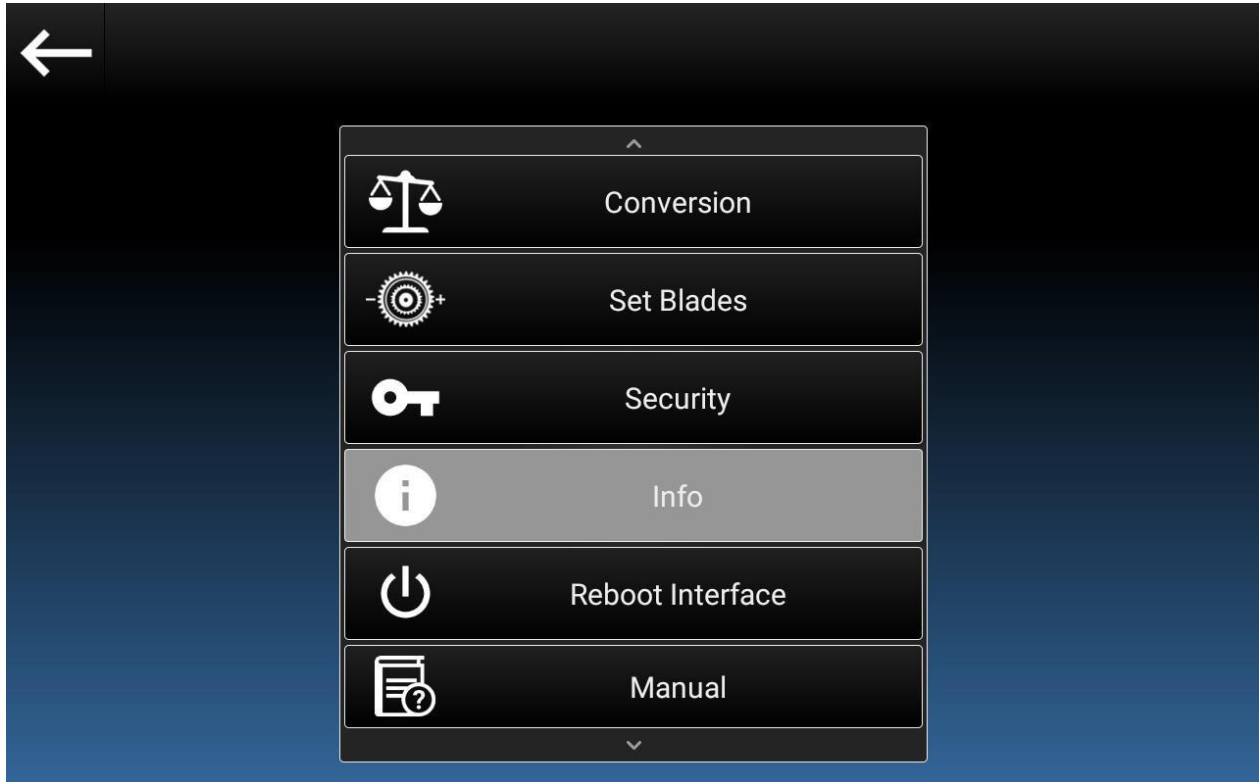 Conversion
Set Blades
Security
Info
Reboot Interface
Manual